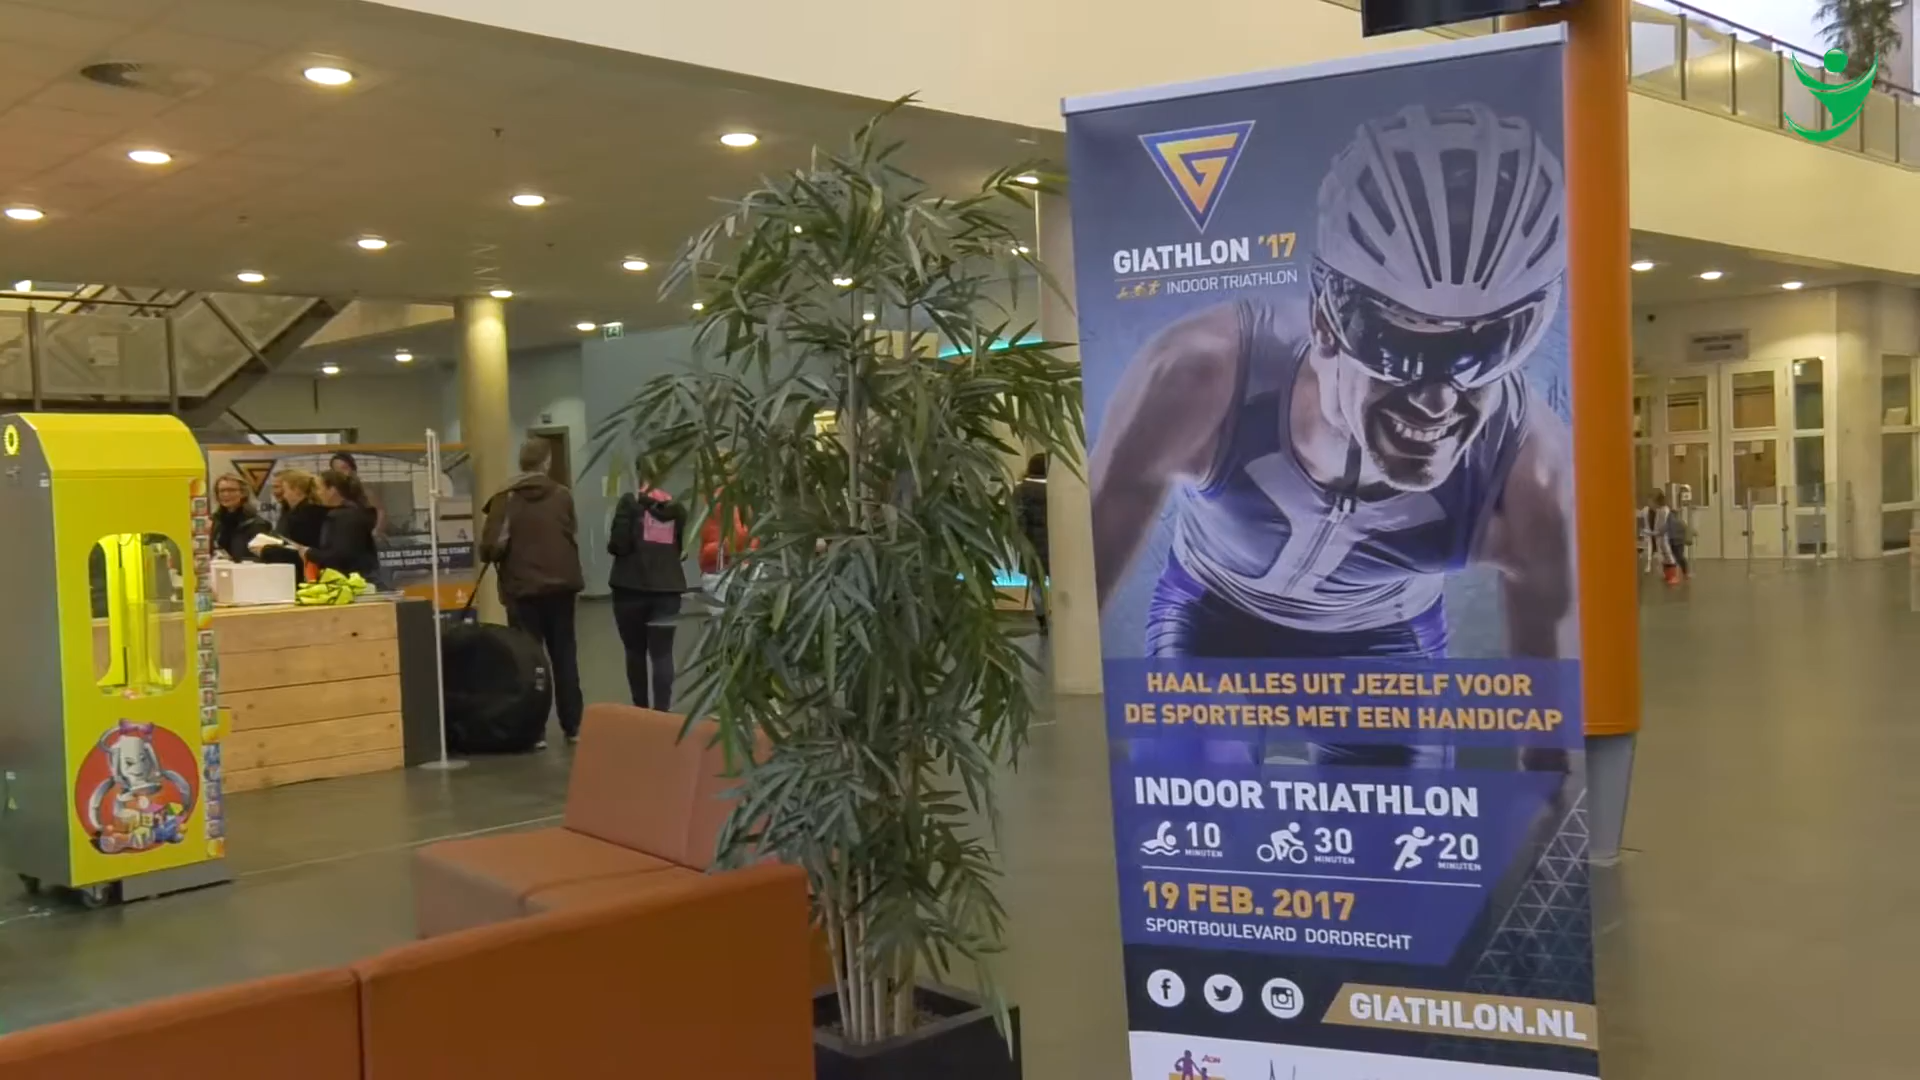 GIATHLON '17
INDOOR TRIATHLON
HAAL ALLES UIT JEZELF VOOR
DE SPORTERS MET EEN HANDICAP
INDOOR TRIATHLON
10 MINUTEN 30 MINUTEN 20 MINUTEN
19 FEB. 2017
SPORTBOULEVARD DORDRECHT
GIATHLON.NL